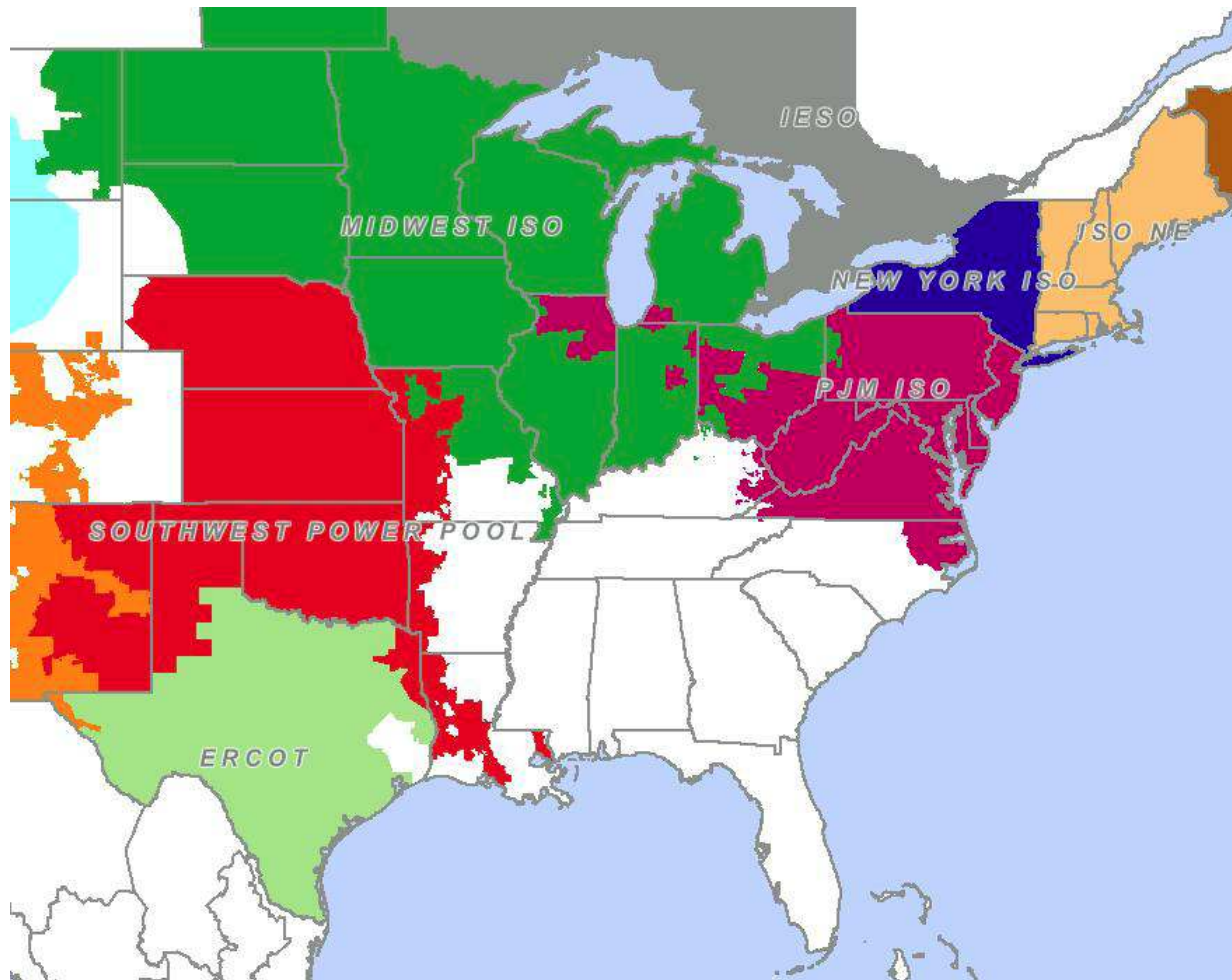 IESO
MIDWEST ISO
ISO NE
NEW YORK ISO
PJM ISO
SOUTHWEST POWER POOL
ERCOT